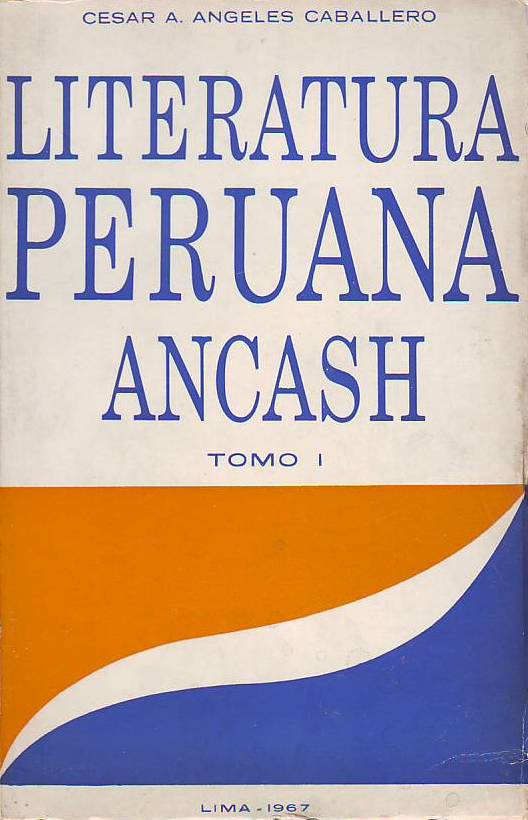 CESAR A. ANGELES CABALLERO
LITERATURA
PERUANA
ANCASH
TOMO I
LIMA - 1967